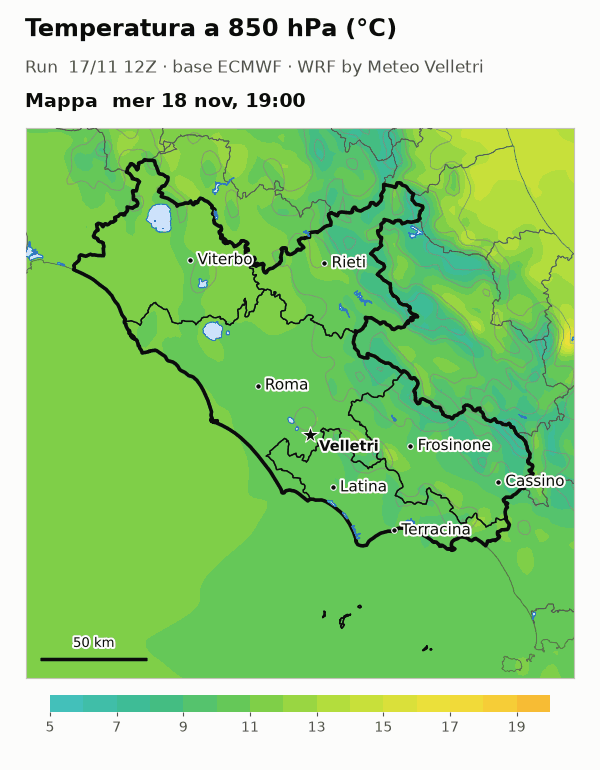 Temperatura a 850 hPa (°C)
Run  17/11 12Z · base ECMWF · WRF by Meteo Velletri
Mappa  mer 18 nov, 19:00
Viterbo
Rieti
Roma
Velletri
Frosinone
Cassino
Latina
Terracina
50 km
5 7 9 11 13 15 17 19